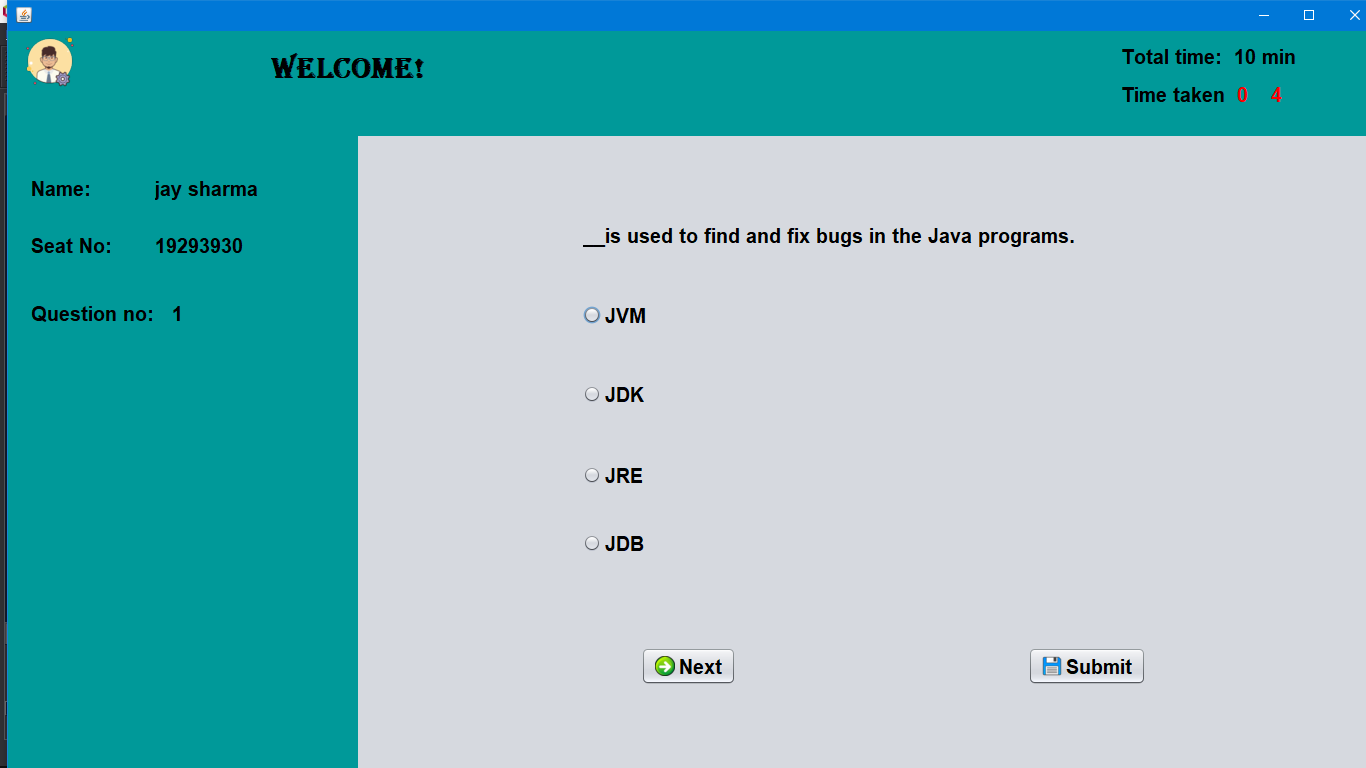 WELCOME!
Total time: 10 min
Time taken 0 4
Name: jay sharma
Seat No: 19293930
Question no: 1
__is used to find and fix bugs in the Java programs.
JVM
JDK
JRE
JDB
Next
Submit